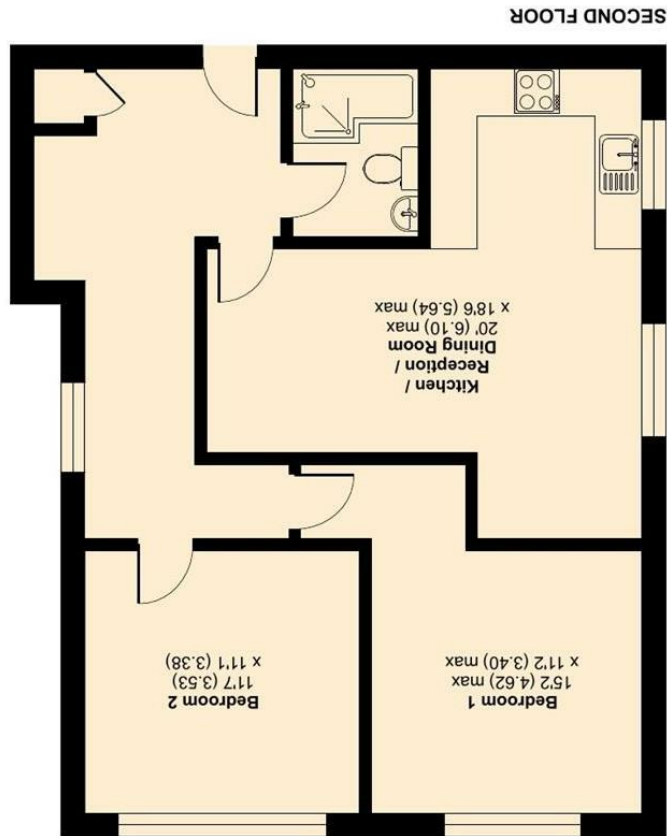 SECOND FLOOR
Kitchen /
Reception /
Dining Room
20' (6.10) max
x 18'6 (5.64) max
Bedroom 1
15'2 (4.62) max
x 11'2 (3.40) max
Bedroom 2
11'7 (3.53)
x 11'1 (3.38)